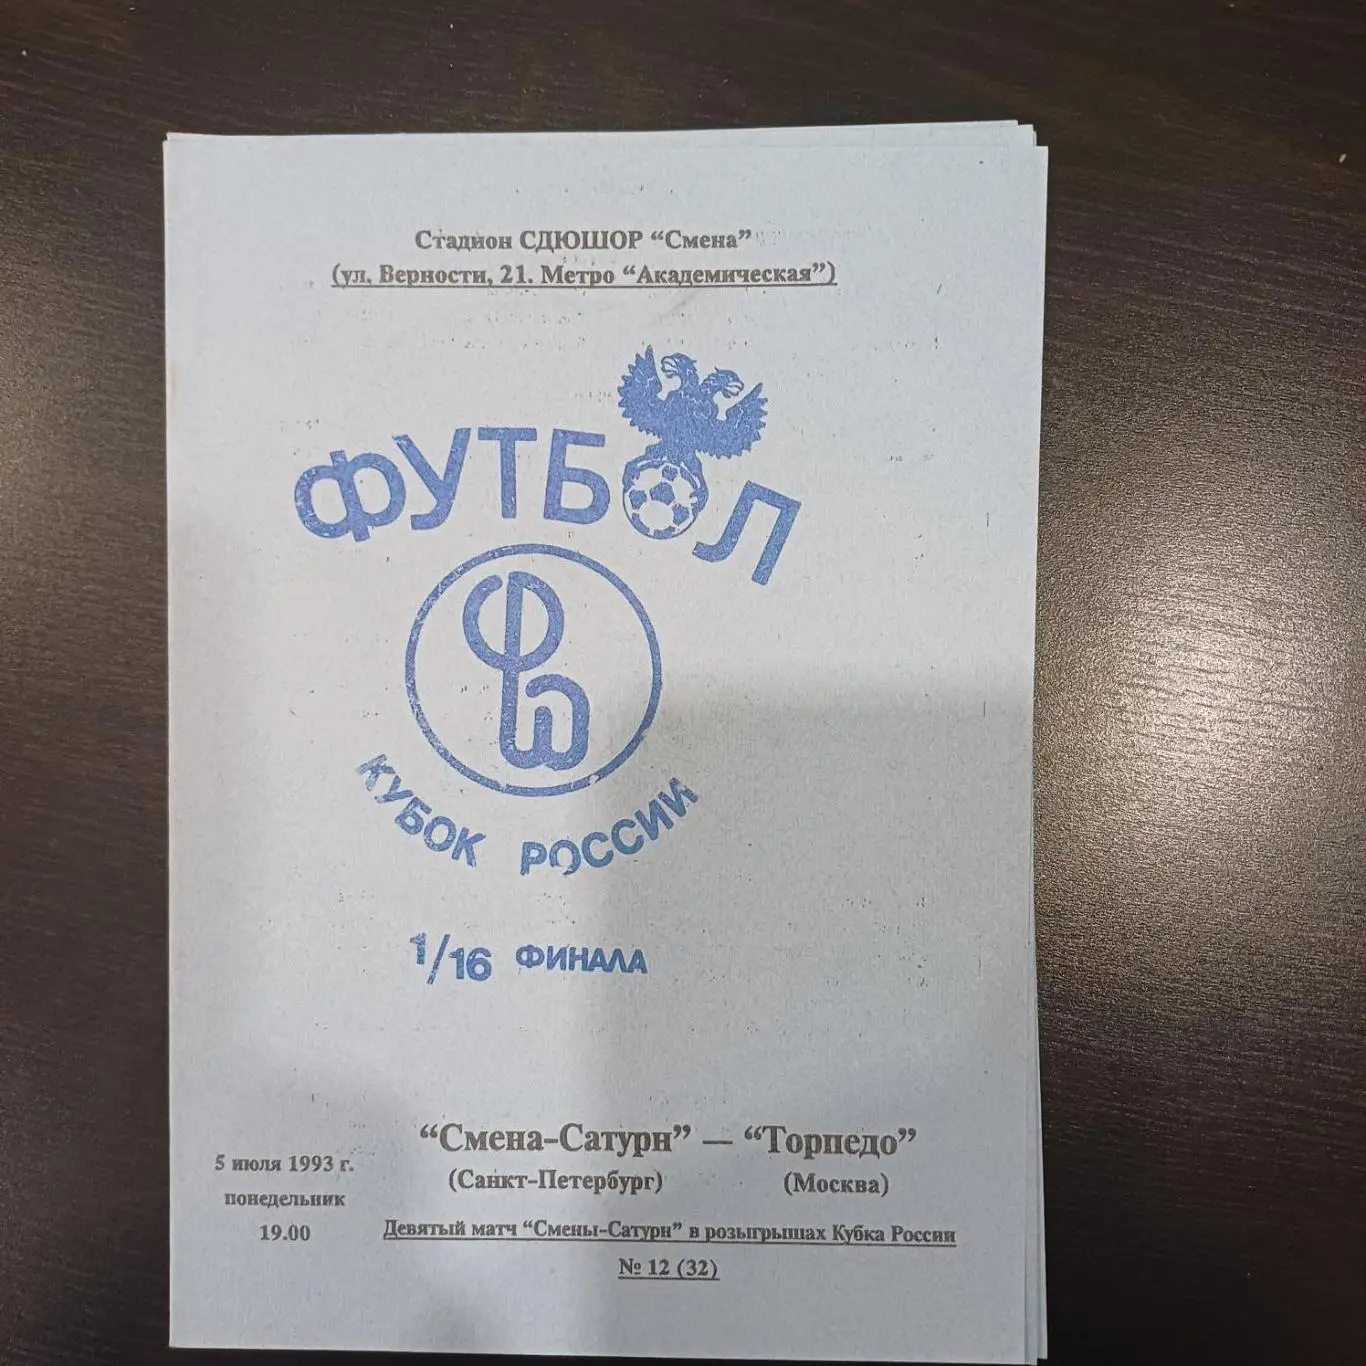 Стадион СДЮШОР “Смена”
(ул. Верности, 21. Метро “Академическая”)
ФУТБОЛ
КУБОК РОССИИ
1/16 ФИНАЛА
“Смена-Сатурн” — “Торпедо”
(Санкт-Петербург) (Москва)
5 июля 1993 г.
понедельник
19.00
Девятый матч “Смены-Сатурн” в розыгрышах Кубка России
№ 12 (32)